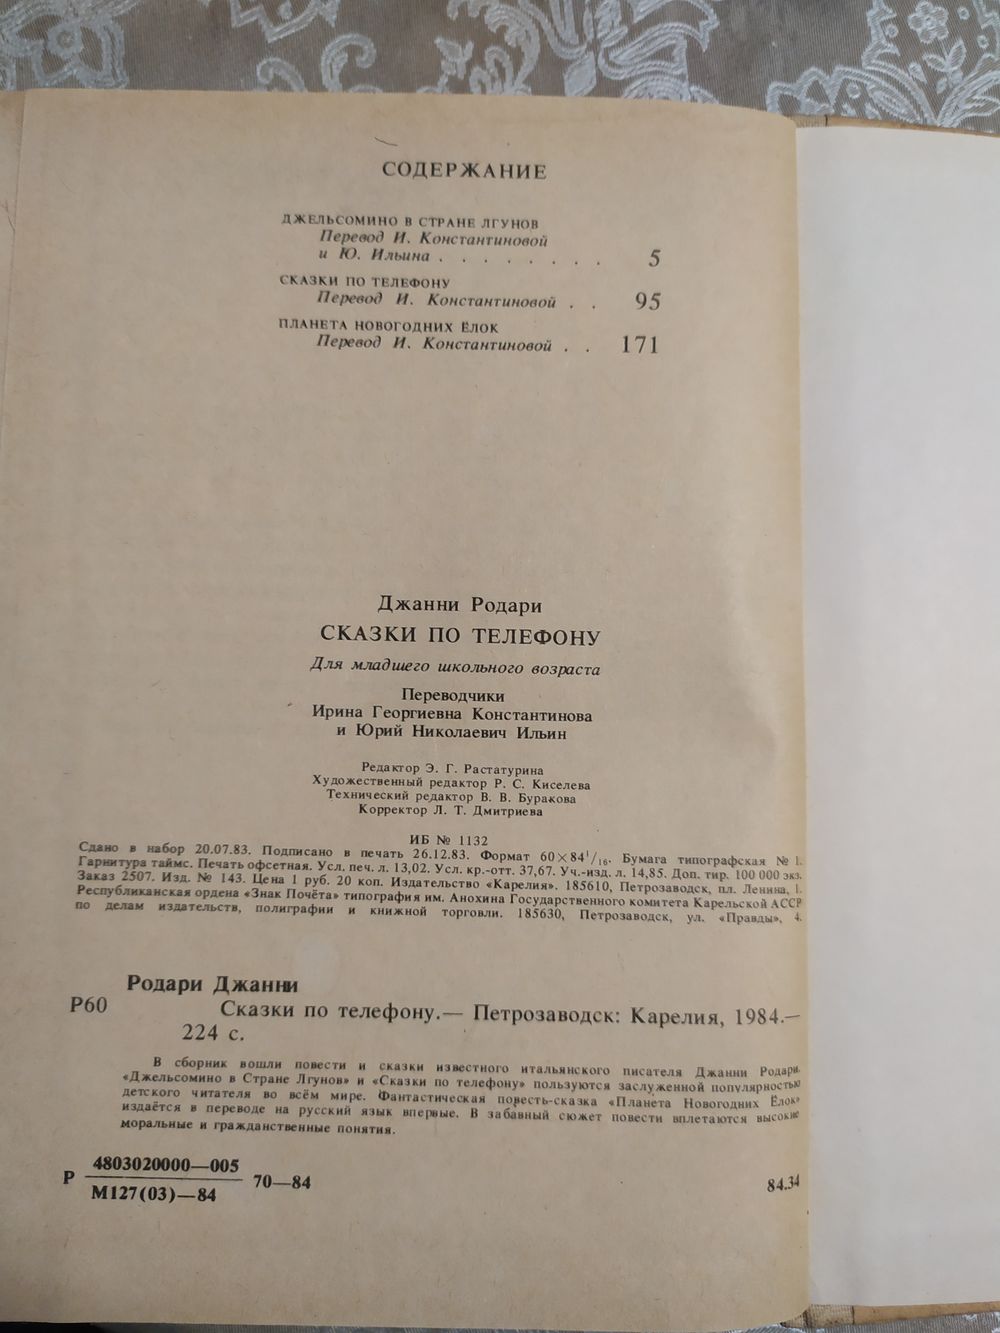 СОДЕРЖАНИЕ
ДЖЕЛЬСОМИНО В СТРАНЕ ЛГУНОВ
Перевод И. Константиновой
и Ю. Ильина . . . . . . . . 5
СКАЗКИ ПО ТЕЛЕФОНУ
Перевод И. Константиновой . . 95
ПЛАНЕТА НОВОГОДНИХ ЁЛОК
Перевод И. Константиновой . . 171
Джанни Родари
СКАЗКИ ПО ТЕЛЕФОНУ
Для младшего школьного возраста
Переводчики
Ирина Георгиевна Константинова
и Юрий Николаевич Ильин
Редактор Э. Г. Растатурина
Художественный редактор Р. С. Киселева
Технический редактор В. В. Буракова
Корректор Л. Т. Дмитриева
ИБ № 1132
Сдано в набор 20.07.83. Подписано в печать 26.12.83. Формат 60×84¹/₁₆. Бумага типографская № 1.
Гарнитура таймс. Печать офсетная. Усл. печ. л. 13,02. Усл. кр.-отт. 37,67. Уч.-изд. л. 14,85. Доп. тир. 100 000 экз.
Заказ 2507. Изд. № 143. Цена 1 руб. 20 коп. Издательство «Карелия». 185610, Петрозаводск, пл. Ленина, 1.
Республиканская ордена «Знак Почёта» типография им. Анохина Государственного комитета Карельской АССР
по делам издательств, полиграфии и книжной торговли. 185630, Петрозаводск, ул. «Правды», 4.
Родари Джанни
Р60 Сказки по телефону.— Петрозаводск: Карелия, 1984.—
224 с.
В сборник вошли повести и сказки известного итальянского писателя Джанни Родари.
«Джельсомино в Стране Лгунов» и «Сказки по телефону» пользуются заслуженной популярностью
детского читателя во всём мире. Фантастическая повесть-сказка «Планета Новогодних Ёлок»
издаётся в переводе на русский язык впервые. В забавный сюжет повести вплетаются высокие
моральные и гражданственные понятия.
4803020000—005
Р 70—84 84.34
М127(03)—84